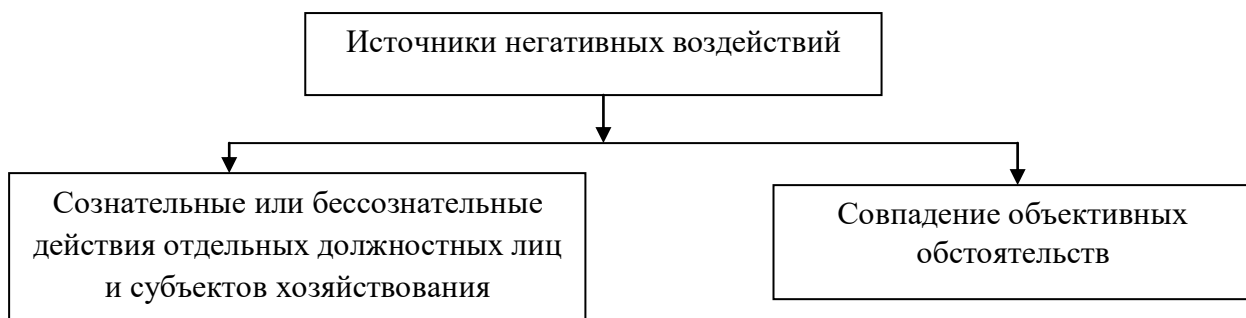 Источники негативных воздействий
Сознательные или бессознательные
действия отдельных должностных лиц
и субъектов хозяйствования
Совпадение объективных
обстоятельств